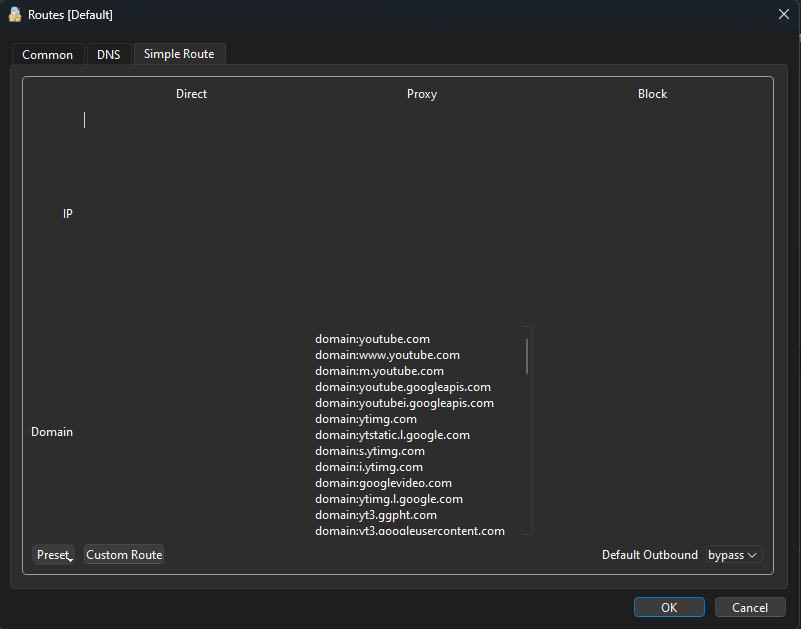 Routes [Default]
Common DNS Simple Route
Direct Proxy Block
IP
domain:youtube.com
domain:www.youtube.com
domain:m.youtube.com
domain:youtube.googleapis.com
domain:youtubei.googleapis.com
domain:ytimg.com
domain:ytstatic.l.google.com
Domain
domain:s.ytimg.com
domain:i.ytimg.com
domain:googlevideo.com
domain:ytimg.l.google.com
domain:yt3.ggpht.com
domain:yt3.googleusercontent.com
Preset Custom Route Default Outbound bypass
OK Cancel